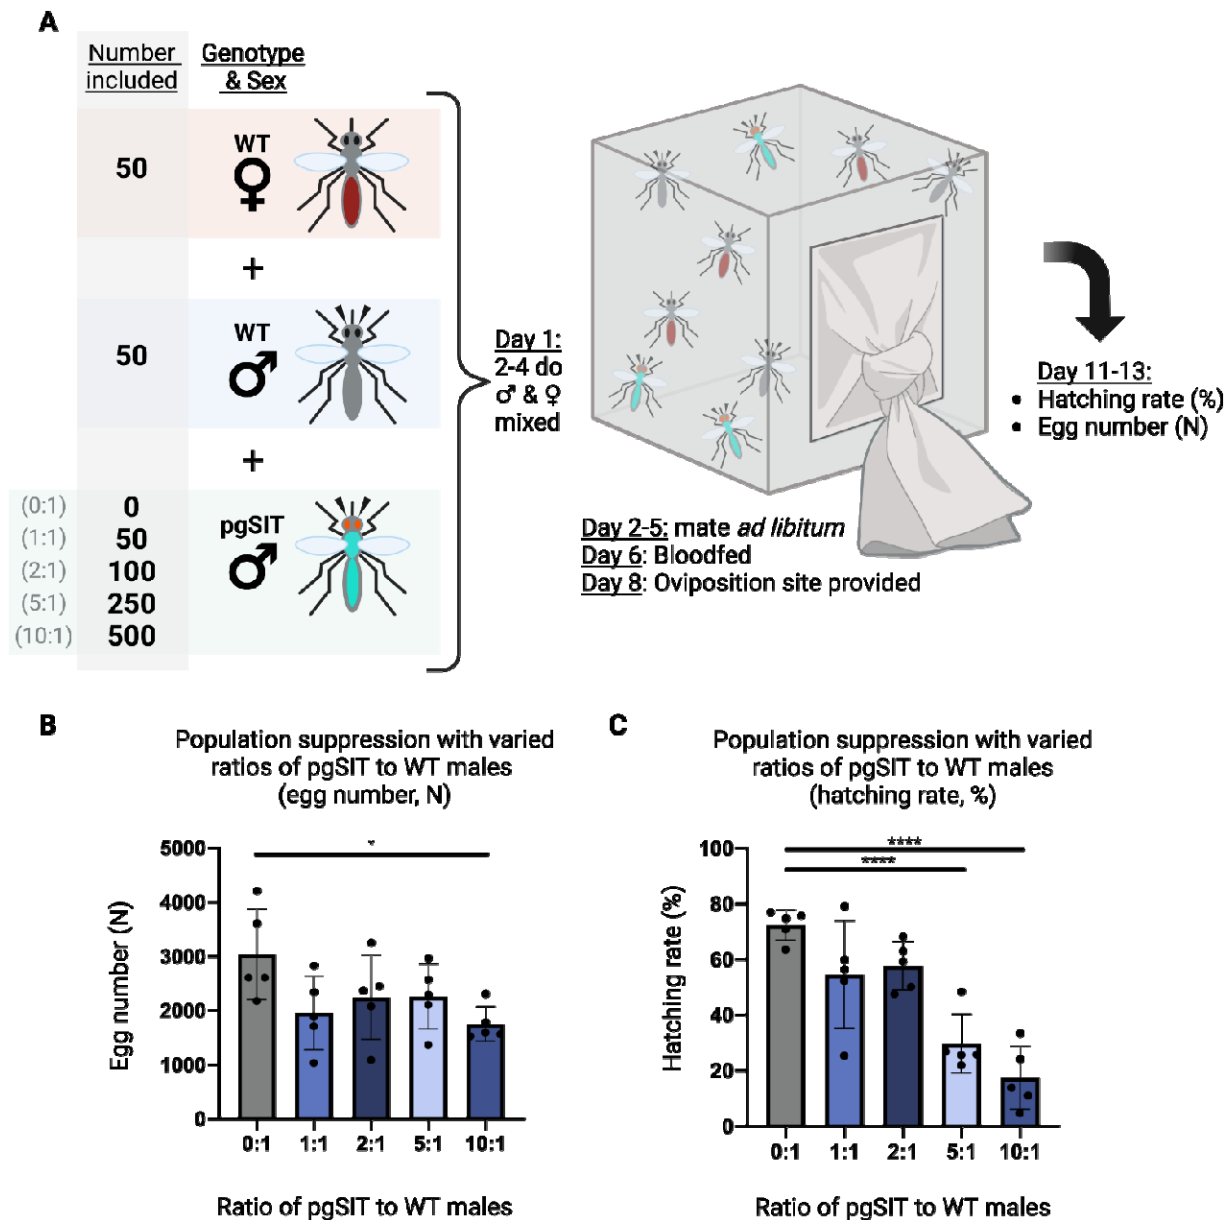 A
Number
included
Genotype
& Sex
50
WT
♀
+
50
WT
♂
+
(0:1) 0
(1:1) 50
(2:1) 100
(5:1) 250
(10:1) 500
pgSIT
♂
Day 1:
2-4 do
♂ & ♀
mixed
Day 2-5: mate ad libitum
Day 6: Bloodfed
Day 8: Oviposition site provided
Day 11-13:
• Hatching rate (%)
• Egg number (N)
B
Population suppression with varied
ratios of pgSIT to WT males
(egg number, N)
Egg number (N)
5000
4000
3000
2000
1000
0
*
0:1 1:1 2:1 5:1 10:1
Ratio of pgSIT to WT males
C
Population suppression with varied
ratios of pgSIT to WT males
(hatching rate, %)
Hatching rate (%)
100
80
60
40
20
0
****
****
0:1 1:1 2:1 5:1 10:1
Ratio of pgSIT to WT males